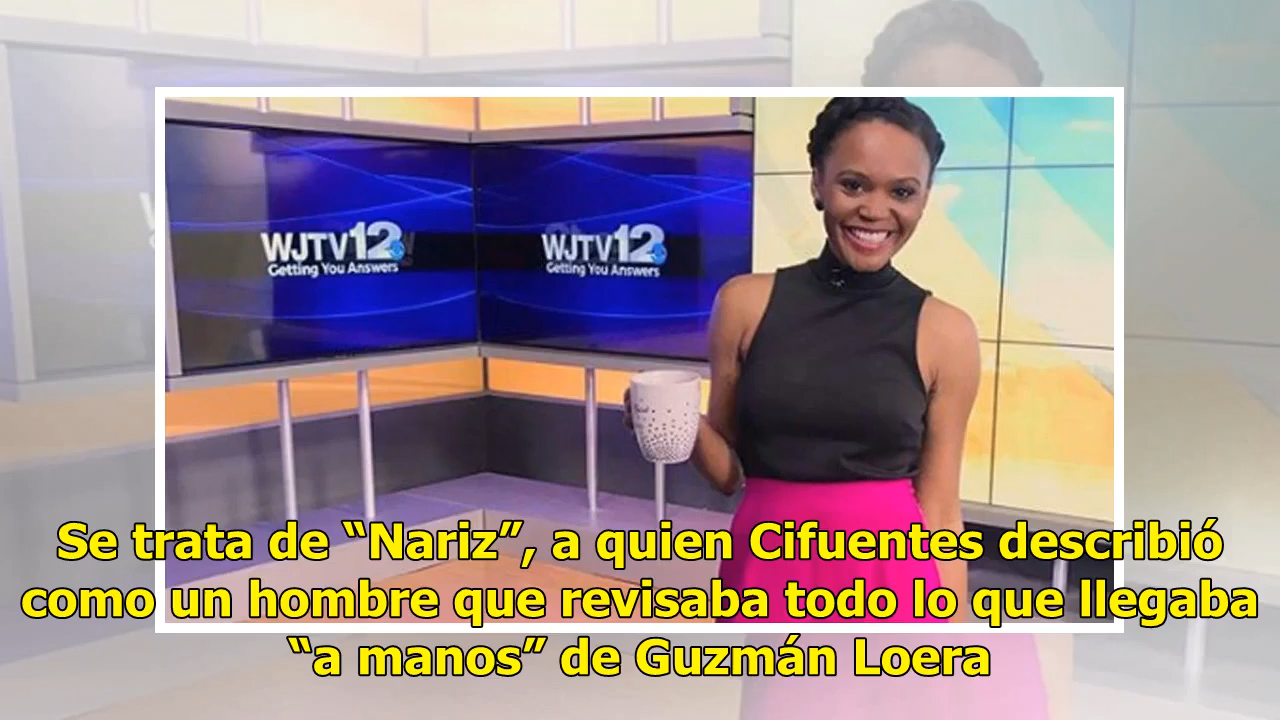 WJTV12
Getting You Answers
WJTV12
Getting You Answers
Se trata de “Nariz”, a quien Cifuentes describió
como un hombre que revisaba todo lo que llegaba
“a manos” de Guzmán Loera